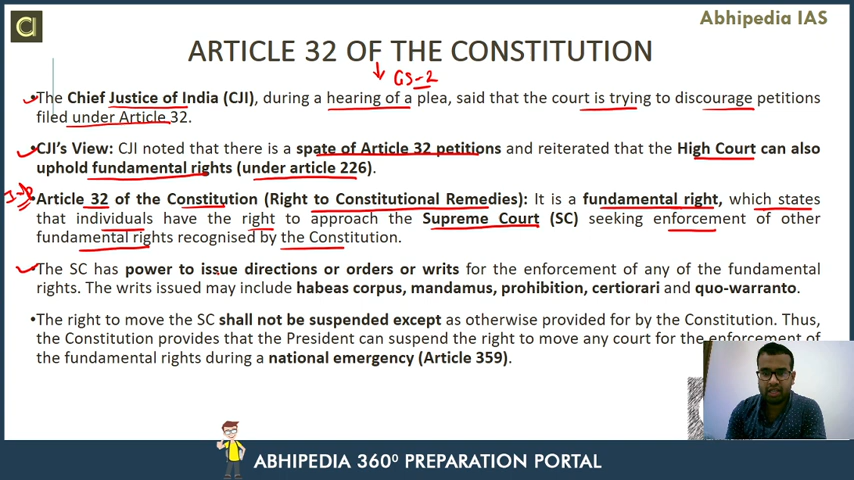 Abhipedia IAS
a
ARTICLE 32 OF THE CONSTITUTION
GS-2
•The Chief Justice of India (CJI), during a hearing of a plea, said that the court is trying to discourage petitions
filed under Article 32.
•CJI's View: CJI noted that there is a spate of Article 32 petitions and reiterated that the High Court can also
uphold fundamental rights (under article 226).
Imp
•Article 32 of the Constitution (Right to Constitutional Remedies): It is a fundamental right, which states
that individuals have the right to approach the Supreme Court (SC) seeking enforcement of other
fundamental rights recognised by the Constitution.
•The SC has power to issue directions or orders or writs for the enforcement of any of the fundamental
rights. The writs issued may include habeas corpus, mandamus, prohibition, certiorari and quo-warranto.
•The right to move the SC shall not be suspended except as otherwise provided for by the Constitution. Thus,
the Constitution provides that the President can suspend the right to move any court for the enforcement of
the fundamental rights during a national emergency (Article 359).
ABHIPEDIA 360⁰ PREPARATION PORTAL